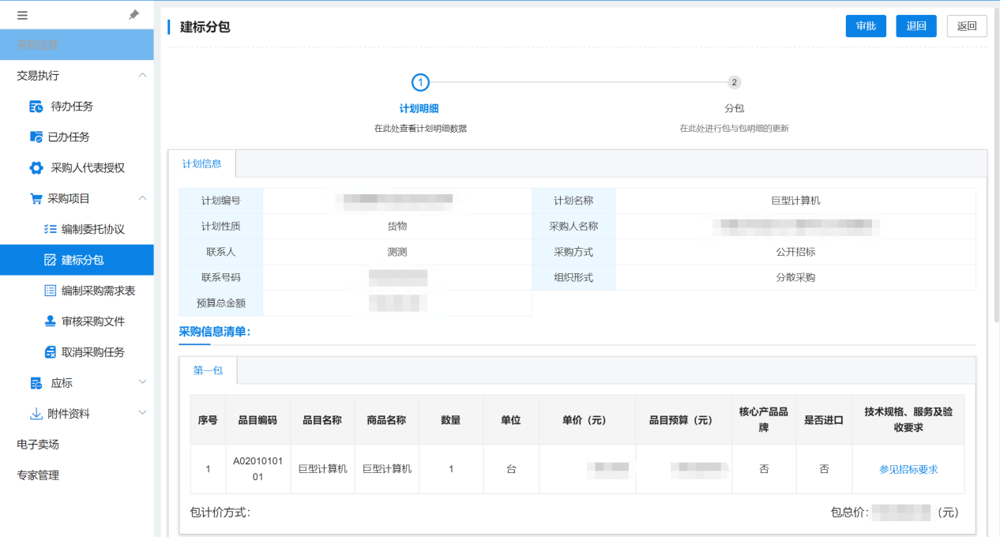 采购监管
交易执行
待办任务
已办任务
采购人代表授权
采购项目
编制委托协议
建标分包
编制采购需求表
审核采购文件
取消采购任务
应标
附件资料
电子卖场
专家管理
建标分包
审批 退回 返回
1 2
计划明细 分包
在此处查看计划明细数据 在此处进行包与包明细的更新
计划信息
计划编号 计划名称 巨型计算机
计划性质 货物 采购人名称
联系人 测测 采购方式 公开招标
联系号码 组织形式 分散采购
预算总金额
采购信息清单:
第一包
序号 品目编码 品目名称 商品名称 数量 单位 单价（元） 品目预算（元） 核心产品品牌 是否进口 技术规格、服务及验收要求
1 A0201010101 巨型计算机 巨型计算机 1 台 否 否 参见招标要求
包计价方式: 包总价: （元）